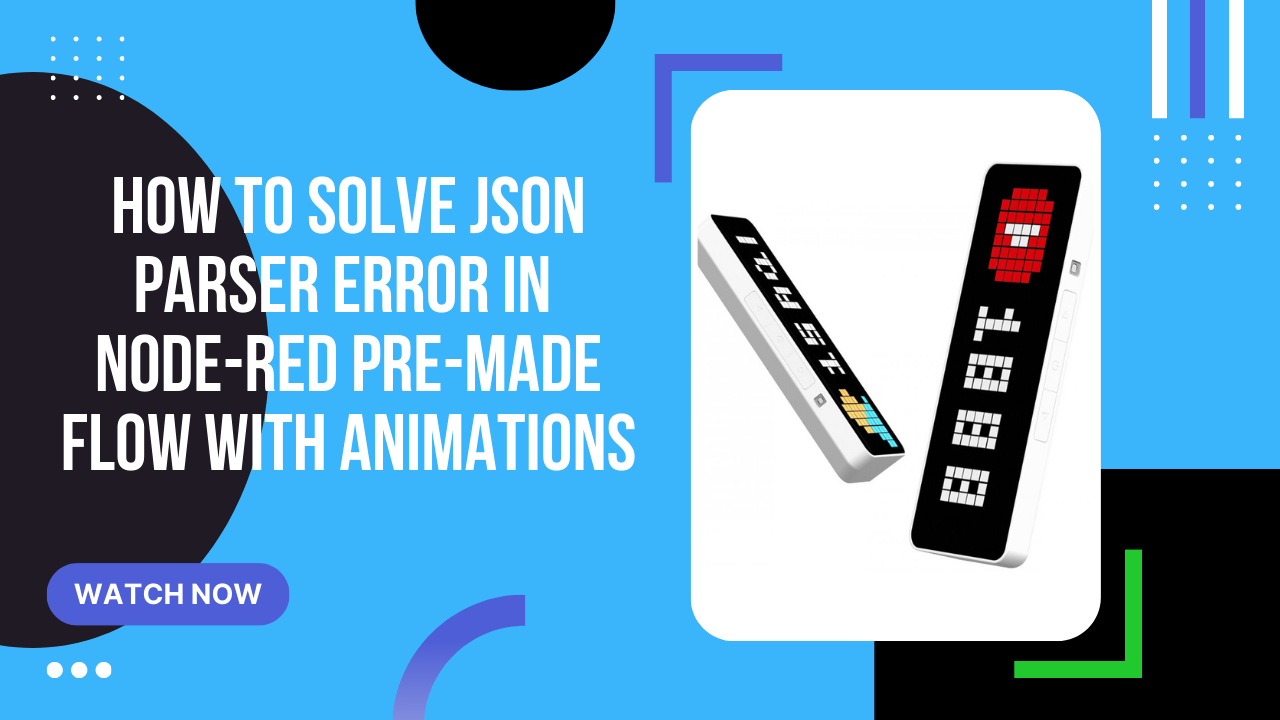 HOW TO SOLVE JSON
PARSER ERROR IN
NODE-RED PRE-MADE
FLOW WITH ANIMATIONS
WATCH NOW